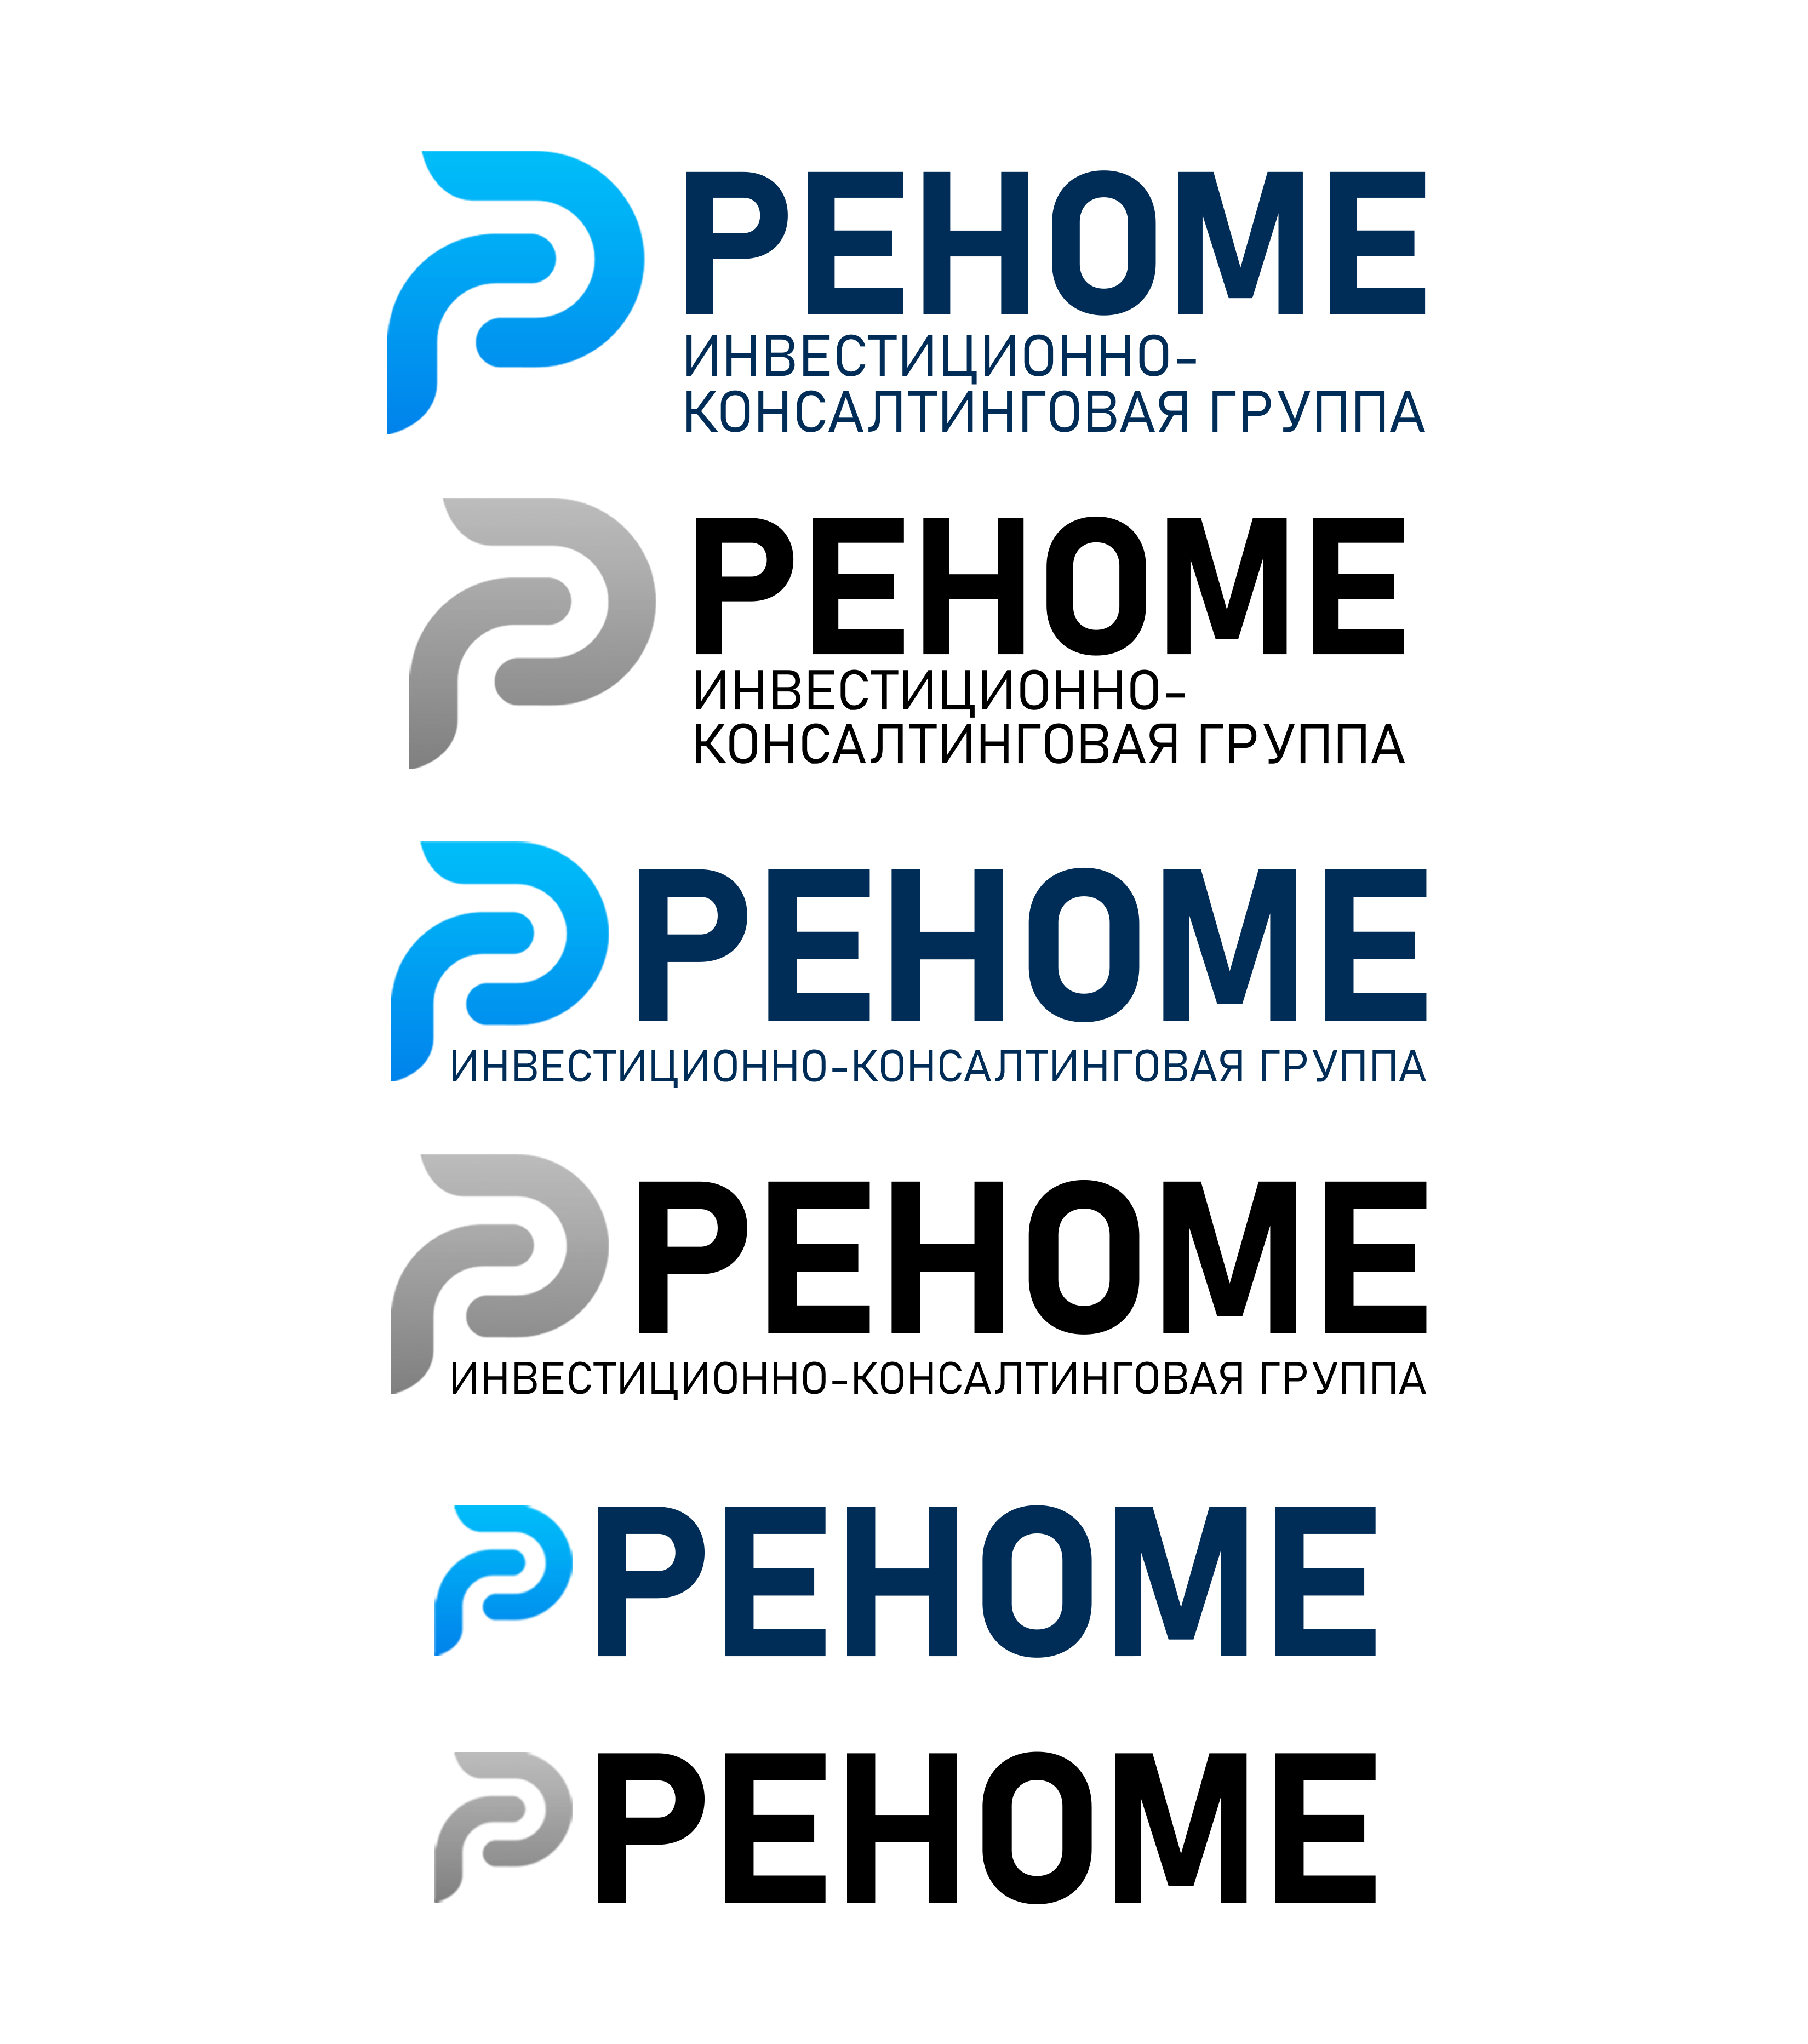 РЕНОМЕ
ИНВЕСТИЦИОННО-
КОНСАЛТИНГОВАЯ ГРУППА
РЕНОМЕ
ИНВЕСТИЦИОННО-
КОНСАЛТИНГОВАЯ ГРУППА
РЕНОМЕ
ИНВЕСТИЦИОННО-КОНСАЛТИНГОВАЯ ГРУППА
РЕНОМЕ
ИНВЕСТИЦИОННО-КОНСАЛТИНГОВАЯ ГРУППА
РЕНОМЕ
РЕНОМЕ